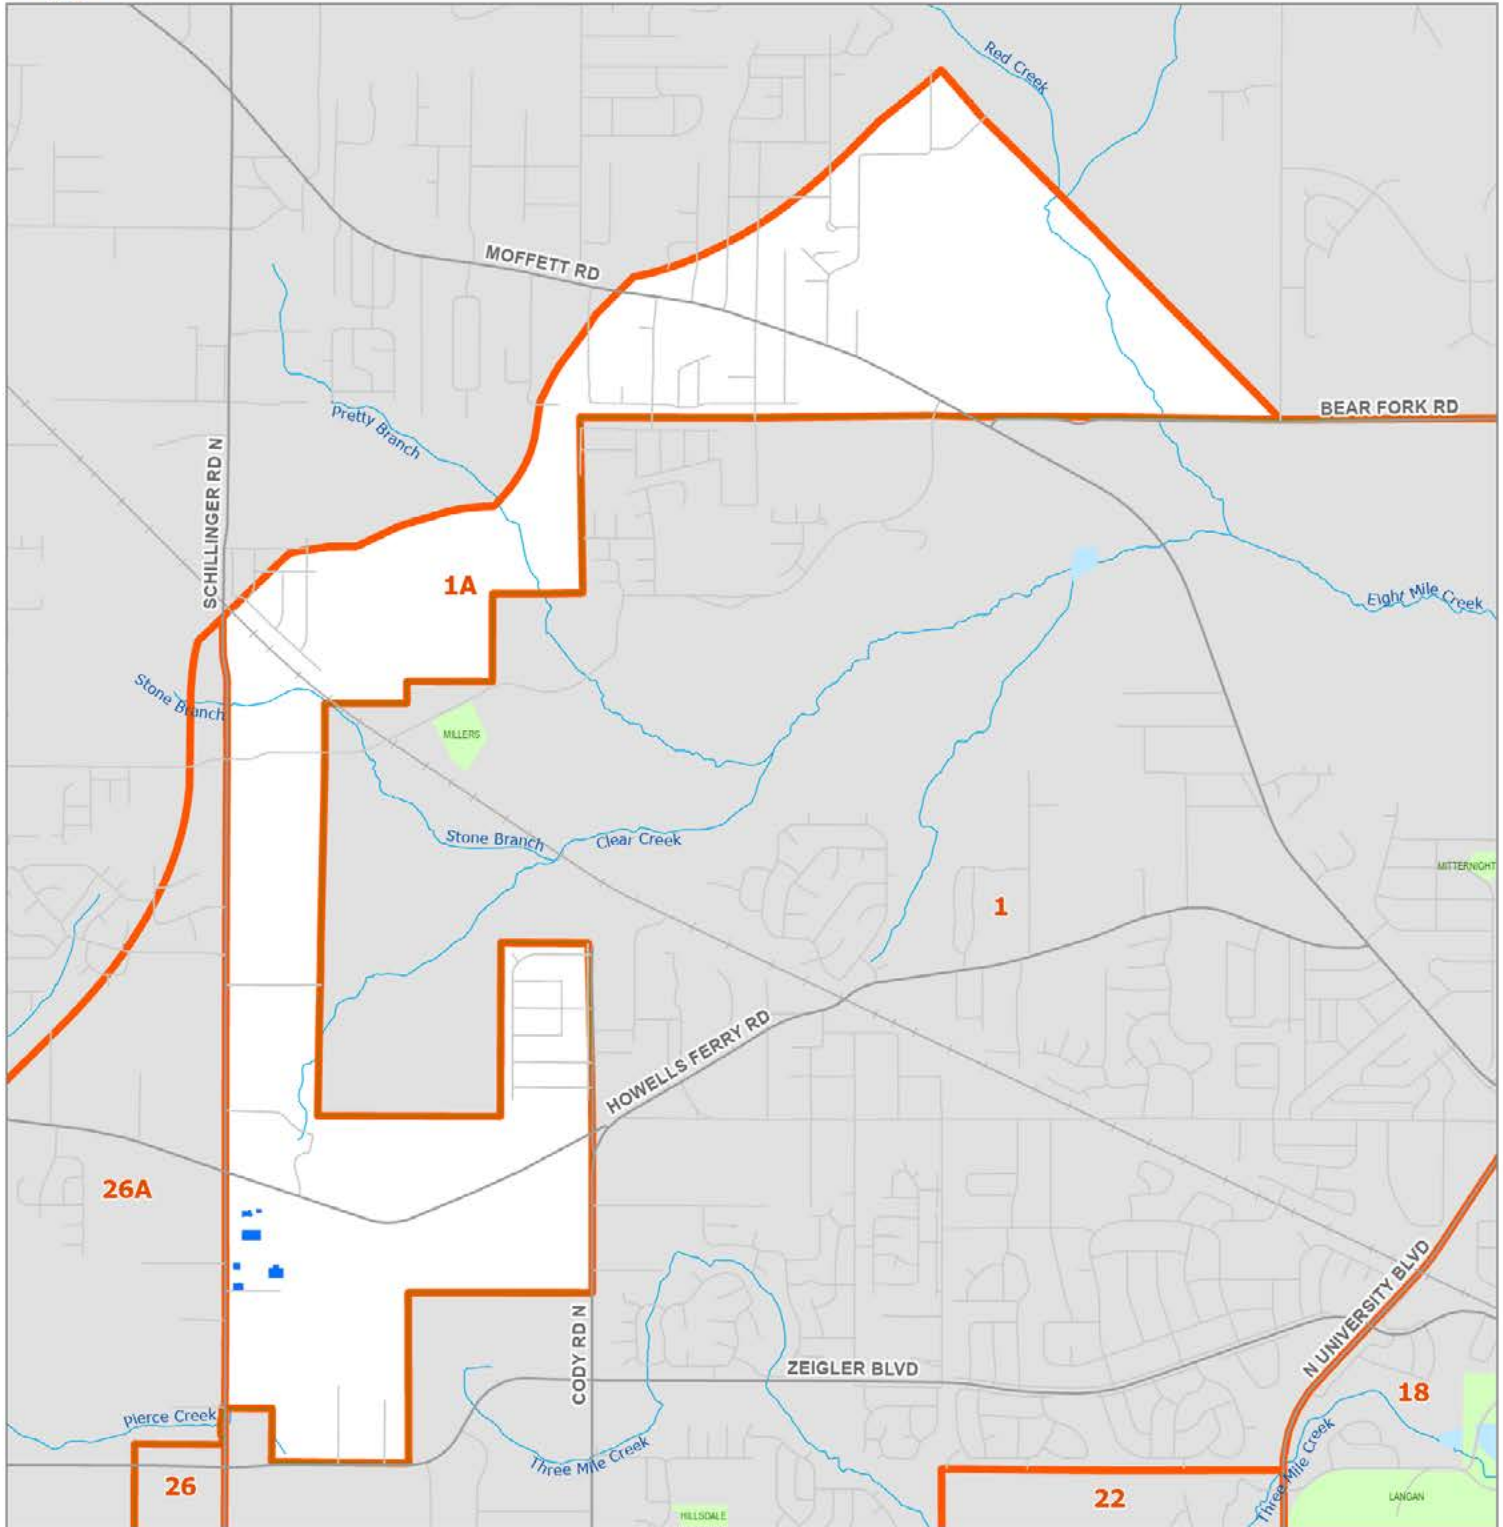 Red Creek
MOFFETT RD
BEAR FORK RD
Pretty Branch
SCHILLINGER RD N
1A
Eight Mile Creek
Stone Branch
MILLERS
Stone Branch
Clear Creek
MITTERNIGHT
1
HOWELLS FERRY RD
26A
N UNIVERSITY BLVD
CODY RD N
ZEIGLER BLVD
18
Pierce Creek
Three Mile Creek
Three Mile Creek
26
22
LANGAN
HILLSDALE